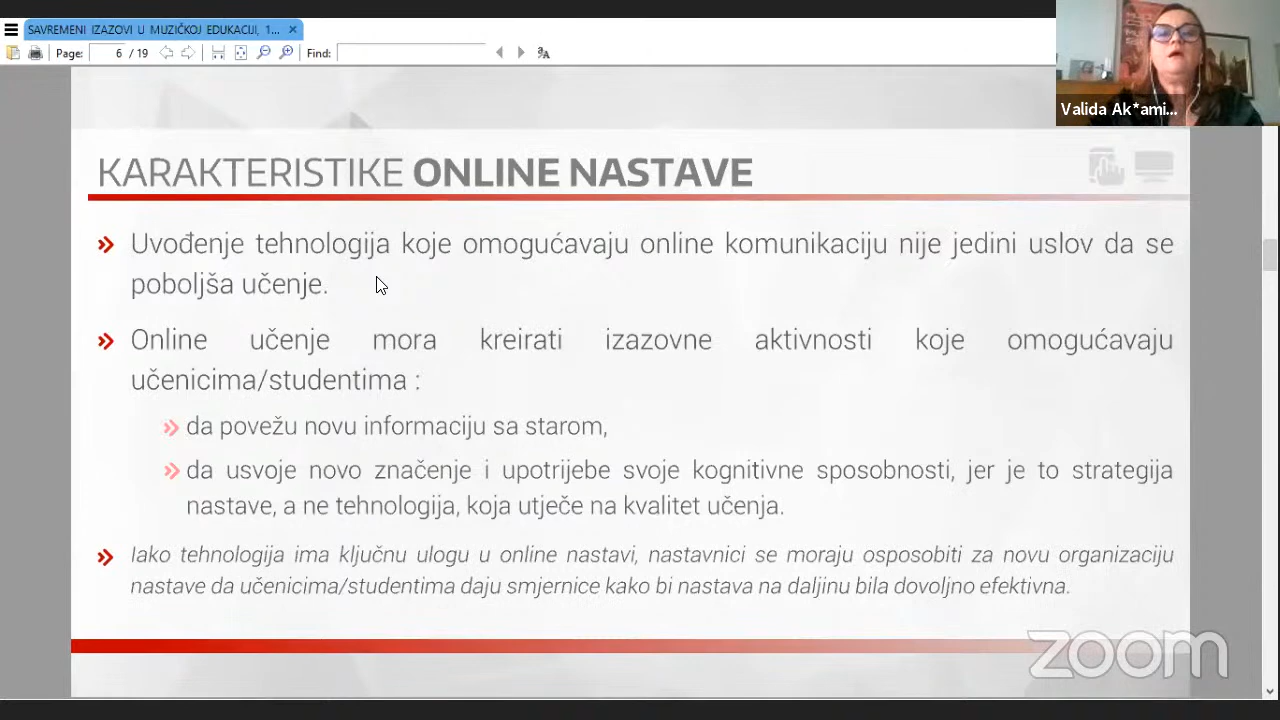 SAVREMENI IZAZOVI U MUZIČKOJ EDUKACIJI, 1...
Page: 6 / 19 Find:
Valida Ak*ami...
KARAKTERISTIKE ONLINE NASTAVE
Uvođenje tehnologija koje omogućavaju online komunikaciju nije jedini uslov da se
poboljša učenje.
Online učenje mora kreirati izazovne aktivnosti koje omogućavaju
učenicima/studentima :
da povežu novu informaciju sa starom,
da usvoje novo značenje i upotrijebe svoje kognitivne sposobnosti, jer je to strategija
nastave, a ne tehnologija, koja utječe na kvalitet učenja.
Iako tehnologija ima ključnu ulogu u online nastavi, nastavnici se moraju osposobiti za novu organizaciju
nastave da učenicima/studentima daju smjernice kako bi nastava na daljinu bila dovoljno efektivna.
zoom